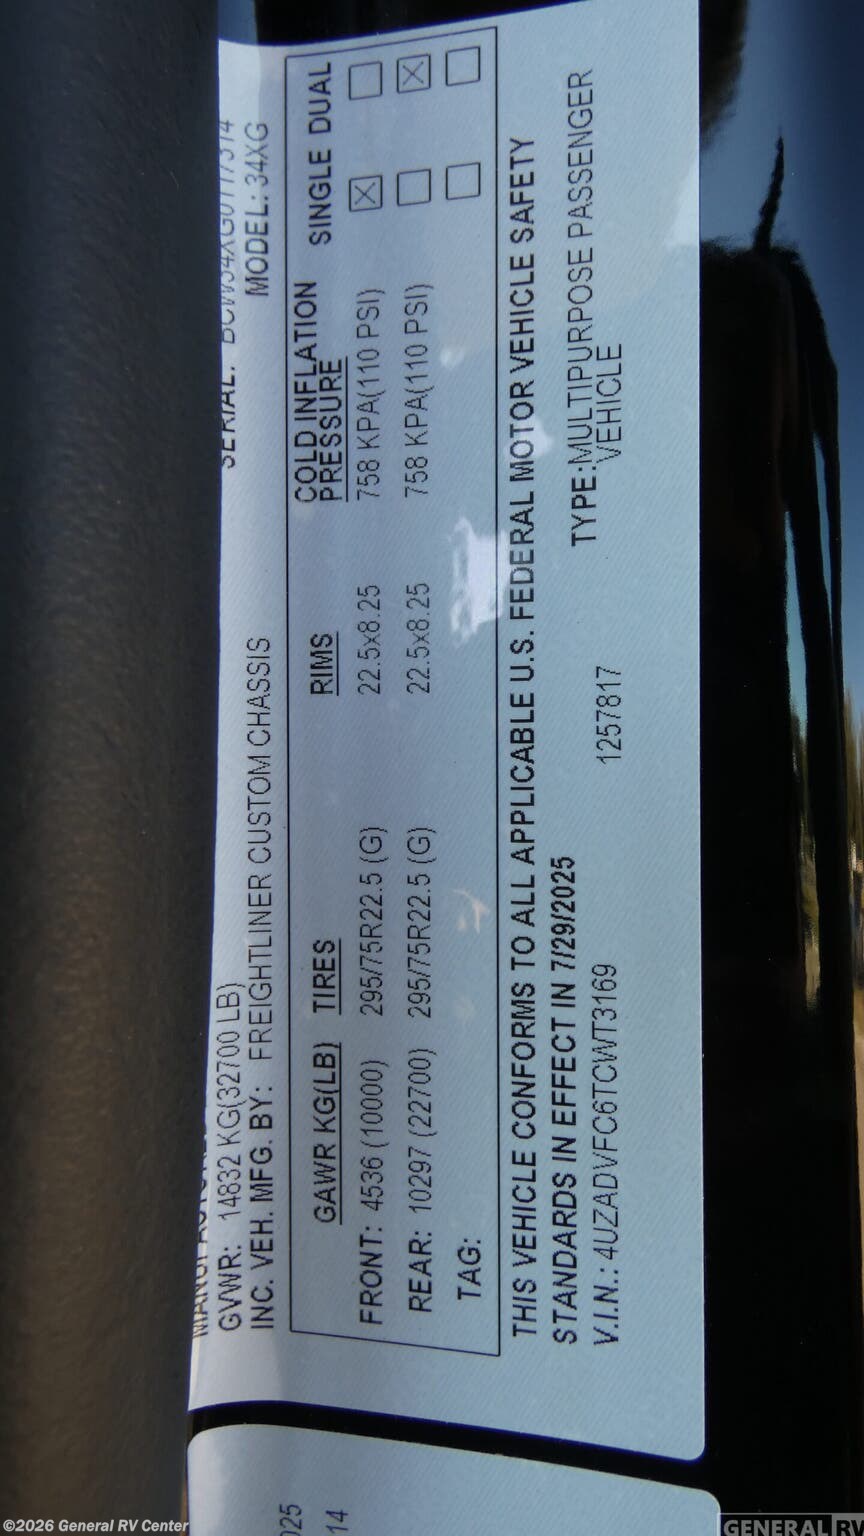 GVWR: 14832 KG(32700 LB)
MODEL: 34XG
INC. VEH. MFG. BY: FREIGHTLINER CUSTOM CHASSIS
GAWR KG(LB) TIRES RIMS COLD INFLATION PRESSURE SINGLE DUAL
FRONT: 4536 (10000) 295/75R22.5 (G) 22.5x8.25 758 KPA(110 PSI) ☒ ☐
REAR: 10297 (22700) 295/75R22.5 (G) 22.5x8.25 758 KPA(110 PSI) ☐ ☒
TAG: ☐ ☐
THIS VEHICLE CONFORMS TO ALL APPLICABLE U.S. FEDERAL MOTOR VEHICLE SAFETY
STANDARDS IN EFFECT IN 7/29/2025
TYPE:MULTIPURPOSE PASSENGER
VEHICLE
V.I.N.: 4UZADVFC6TCWT3169 1257817
025
14
©2026 General RV Center
GENERAL RV